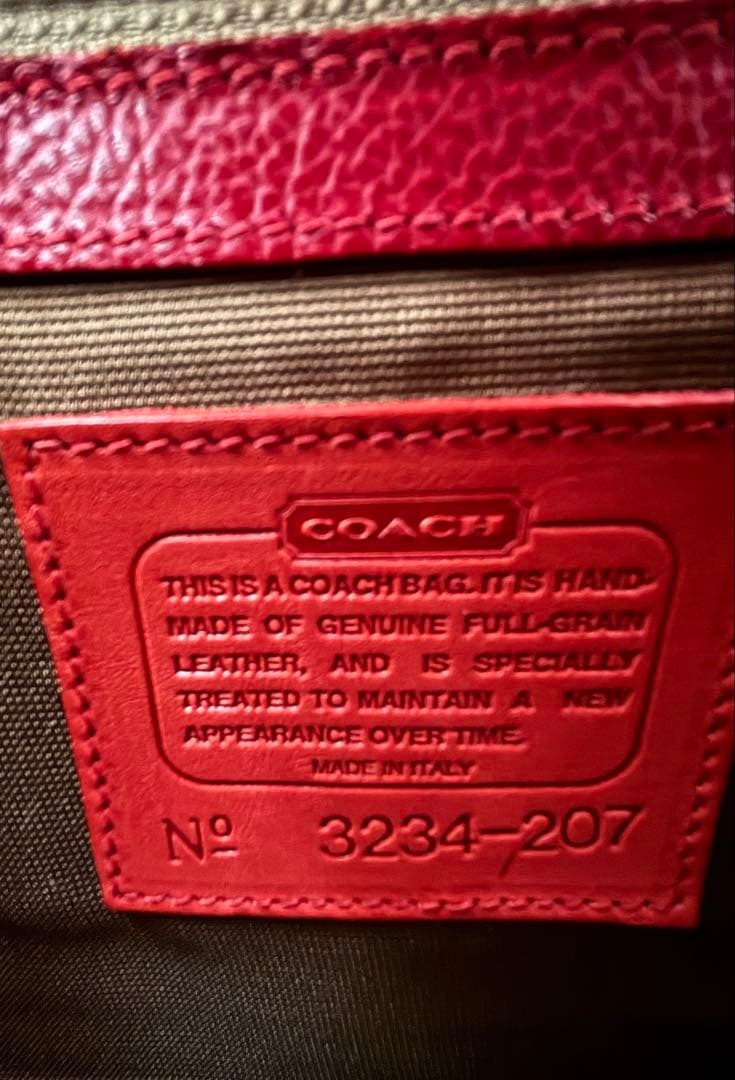 COACH
THIS IS A COACH BAG. IT IS HAND-
MADE OF GENUINE FULL-GRAIN
LEATHER, AND IS SPECIALLY
TREATED TO MAINTAIN A NEW
APPEARANCE OVER TIME.
MADE IN ITALY
Nº 3234-207